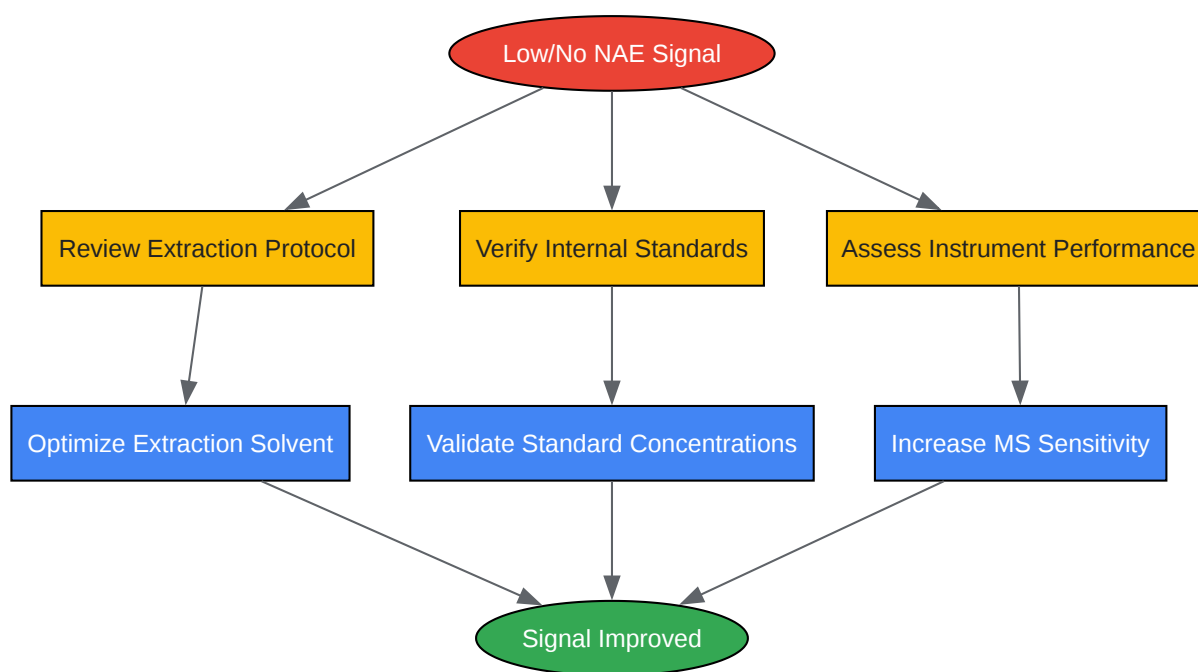 Low/No NAE Signal
Review Extraction Protocol
Verify Internal Standards
Assess Instrument Performance
Optimize Extraction Solvent
Validate Standard Concentrations
Increase MS Sensitivity
Signal Improved